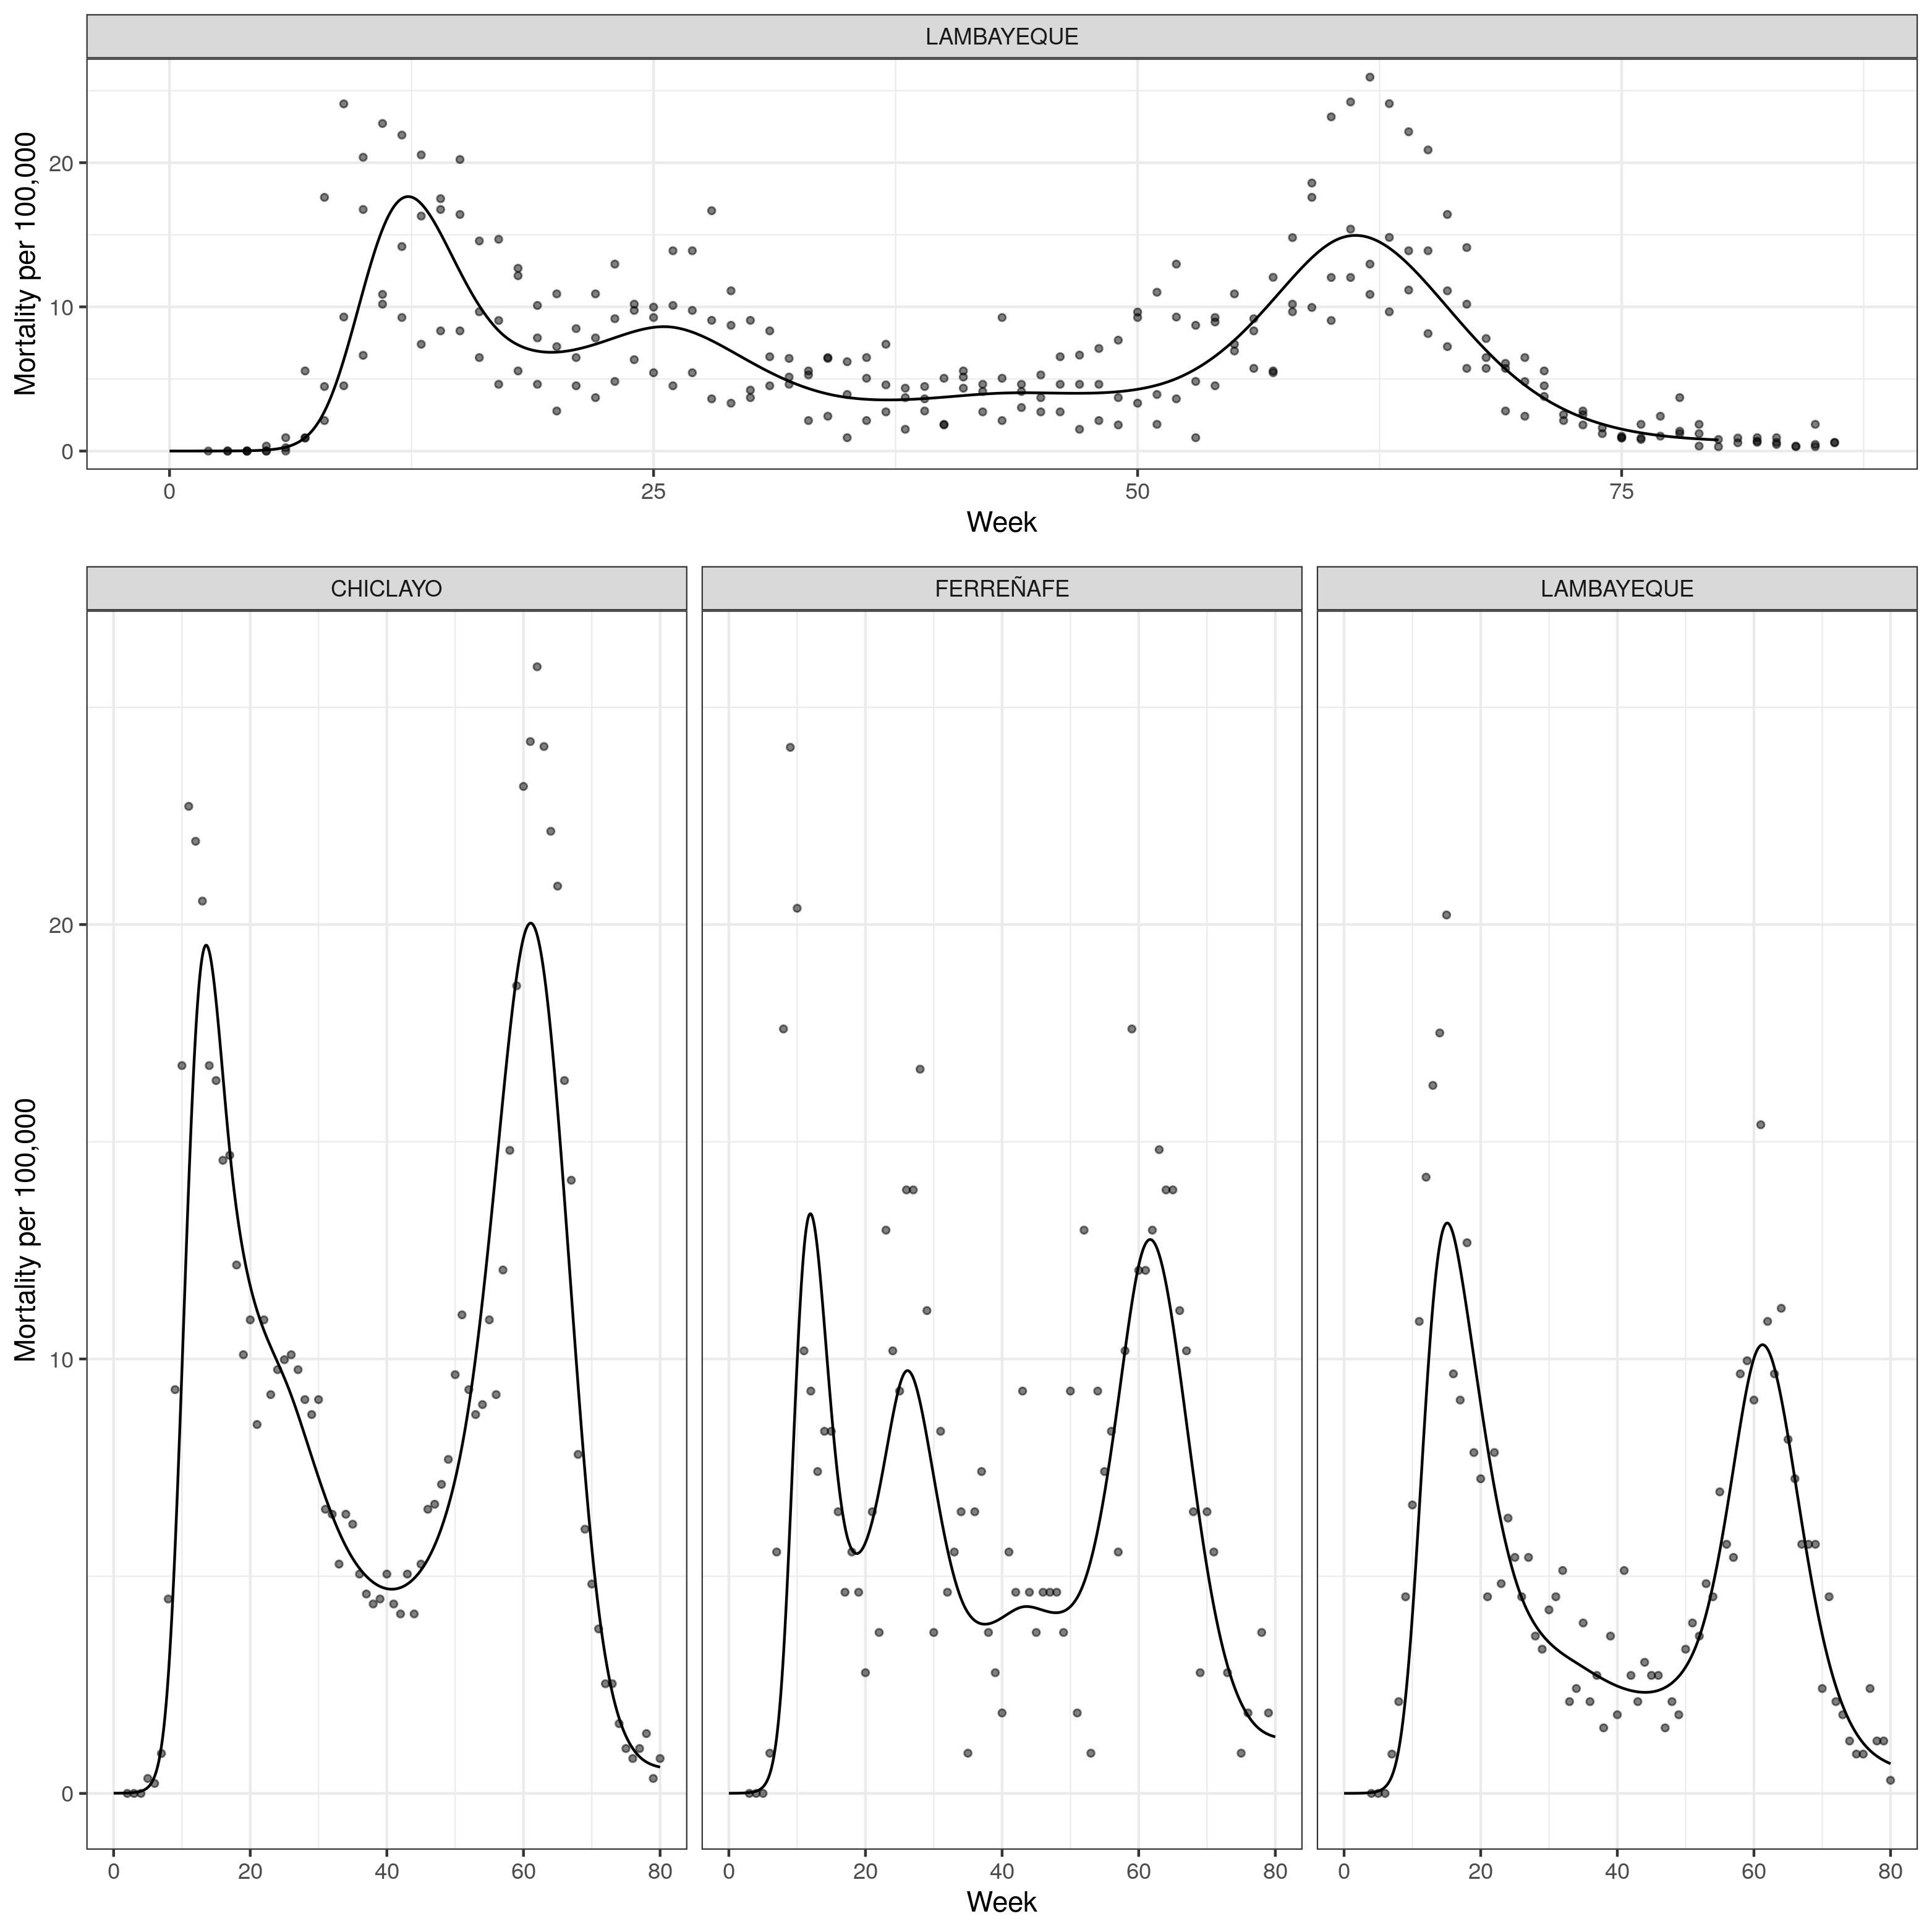 LAMBAYEQUE
Mortality per 100,000
20
10
0
0 25 50 75
Week
CHICLAYO FERREÑAFE LAMBAYEQUE
Mortality per 100,000
20
10
0
0 20 40 60 80 0 20 40 60 80 0 20 40 60 80
Week